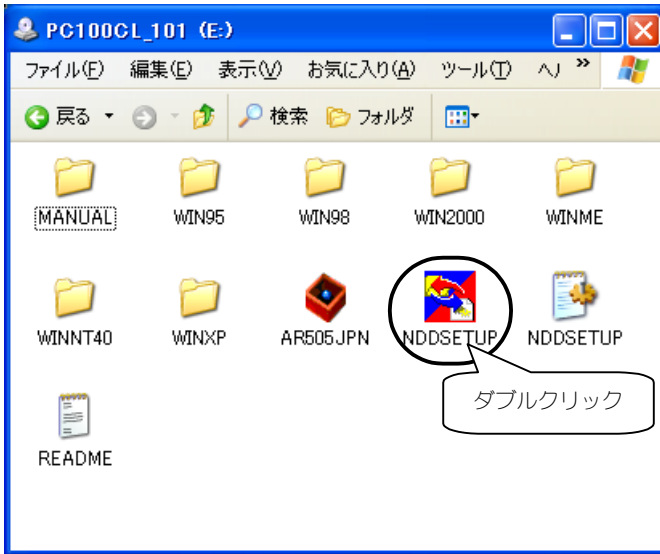 PC100CL_101 (E:)
ファイル(F) 編集(E) 表示(V) お気に入り(A) ツール(T) ヘル »
戻る 検索 フォルダ
MANUAL WIN95 WIN98 WIN2000 WINME
WINNT40 WINXP AR505JPN NDDSETUP NDDSETUP
ダブルクリック
README